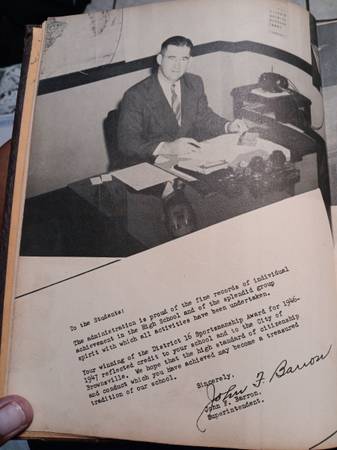 To the Students:
The administration is proud of the fine records of individual
achievement in the High School and of the splendid group
spirit with which all activities have been undertaken.
Your winning of the District 16 Sportsmanship Award for 1946-
1947 reflected credit to your school and to the City of
Brownsville. We hope that the high standard of citizenship
and conduct which you have achieved may become a treasured
tradition of our school.
Sincerely,
John F. Barron
John F. Barron,
Superintendent.